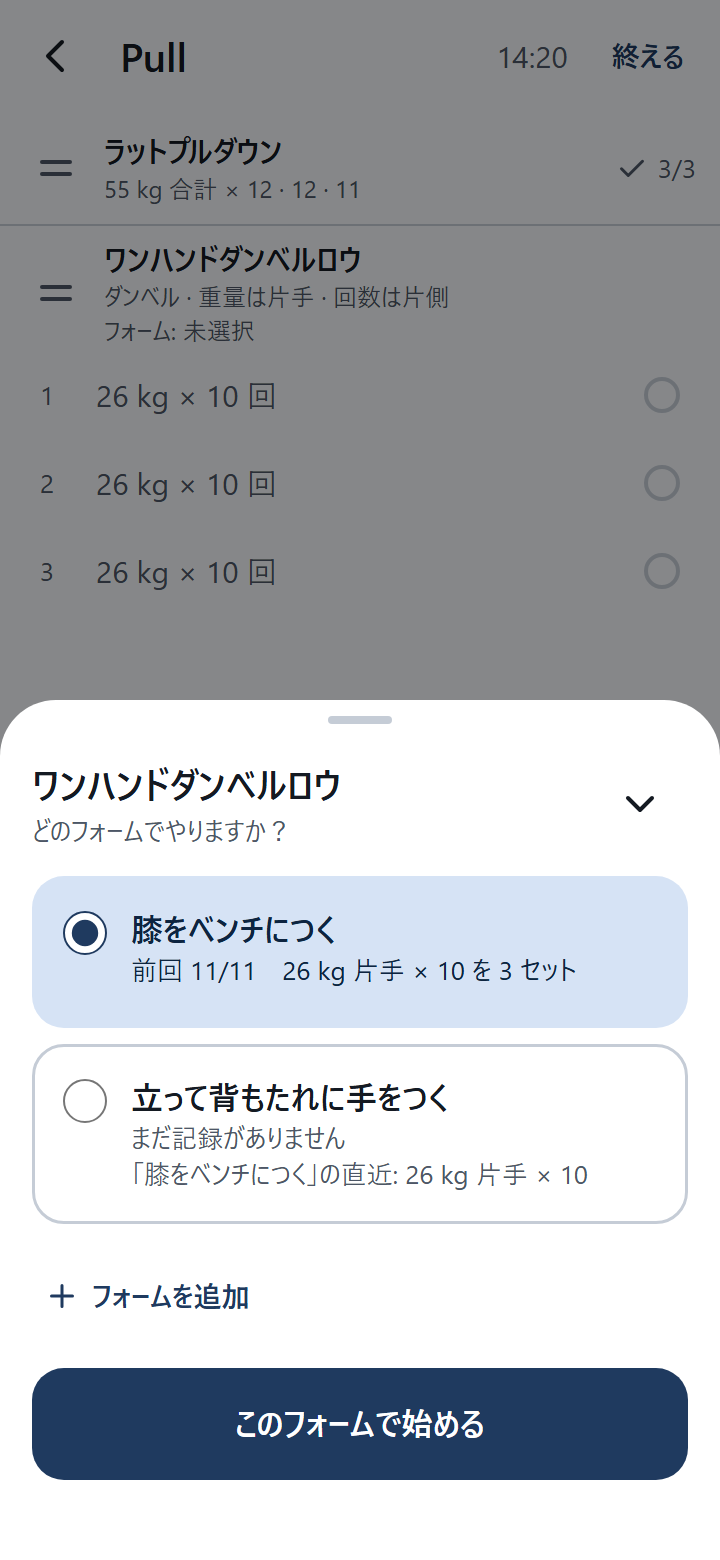 Pull
14:20
終える
ラットプルダウン
55 kg 合計 × 12 · 12 · 11
3/3
ワンハンドダンベルロウ
ダンベル · 重量は片手 · 回数は片側
フォーム: 未選択
1 26 kg × 10 回
2 26 kg × 10 回
3 26 kg × 10 回
ワンハンドダンベルロウ
どのフォームでやりますか？
膝をベンチにつく
前回 11/11　26 kg 片手 × 10 を 3 セット
立って背もたれに手をつく
まだ記録がありません
「膝をベンチにつく」の直近: 26 kg 片手 × 10
フォームを追加
このフォームで始める